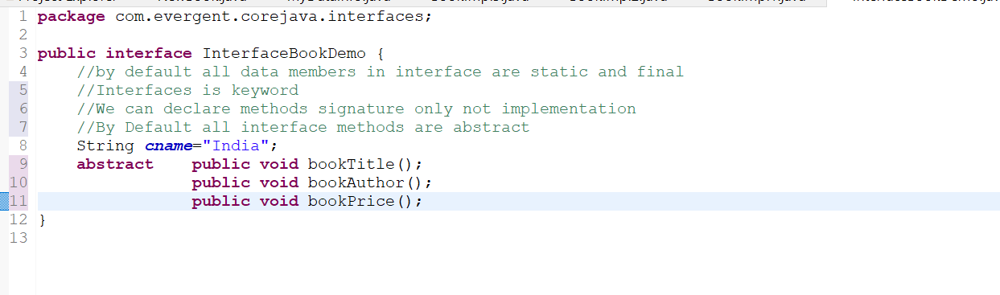 package com.evergent.corejava.interfaces;
public interface InterfaceBookDemo {
//by default all data members in interface are static and final
//Interfaces is keyword
//We can declare methods signature only not implementation
//By Default all interface methods are abstract
String cname="India";
abstract    public void bookTitle();
public void bookAuthor();
public void bookPrice();
}
1
2
3
4
5
6
7
8
9
10
11
12
13